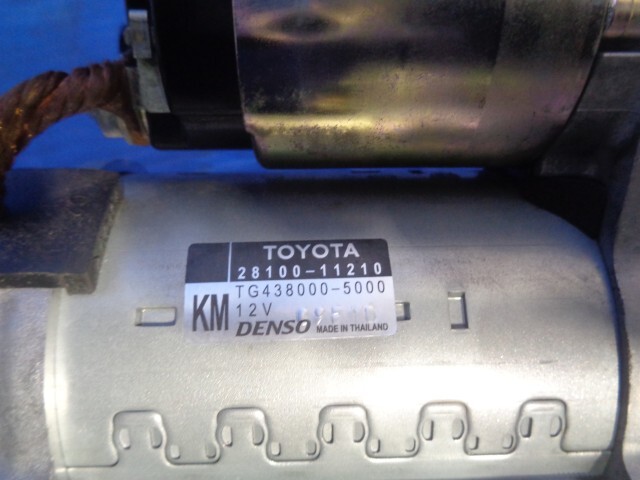 TOYOTA
28100-11210
TG438000-5000
KM 12V
DENSO MADE IN THAILAND